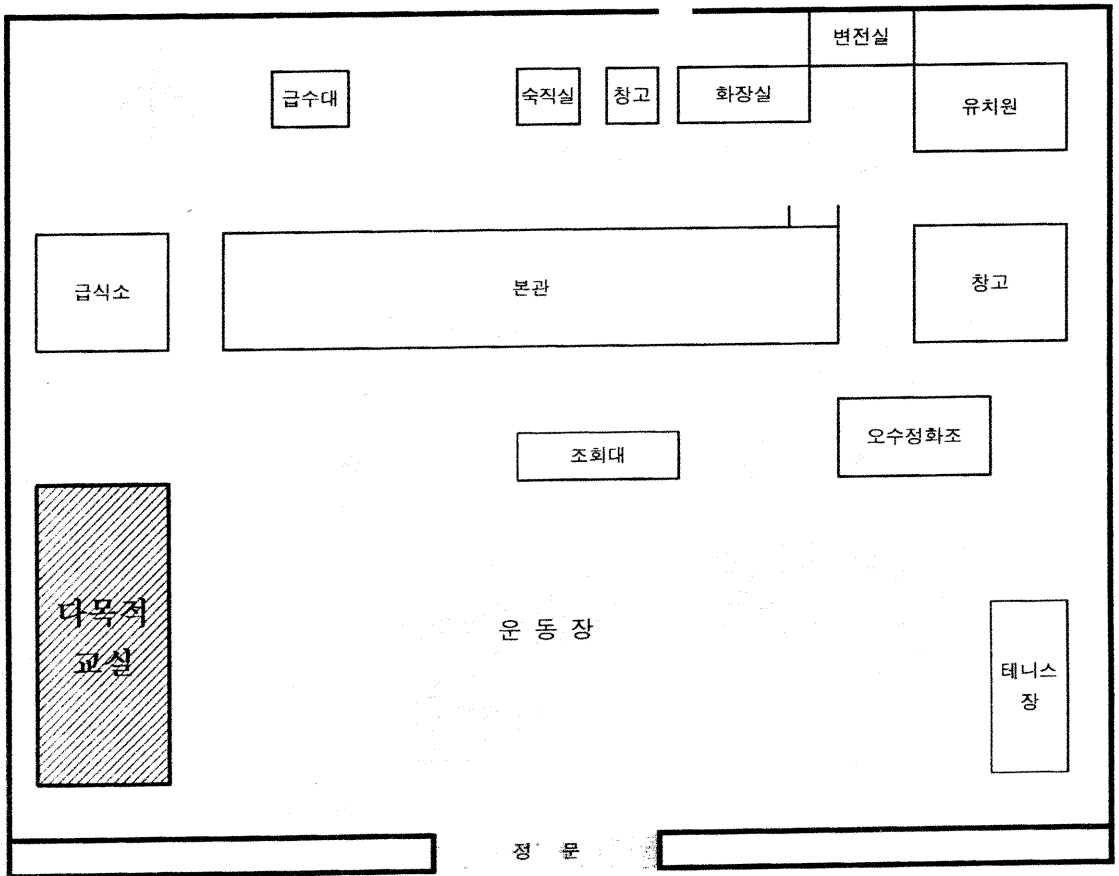 변전실
급수대
숙직실
창고
화장실
유치원
급식소
본관
창고
조회대
오수정화조
다목적
교실
운동장
테니스
장
정 문